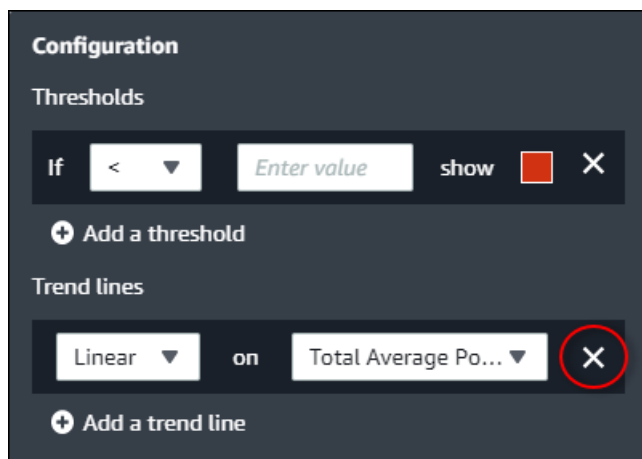 Configuration
Thresholds
If < Enter value show
Add a threshold
Trend lines
Linear on Total Average Po...
Add a trend line